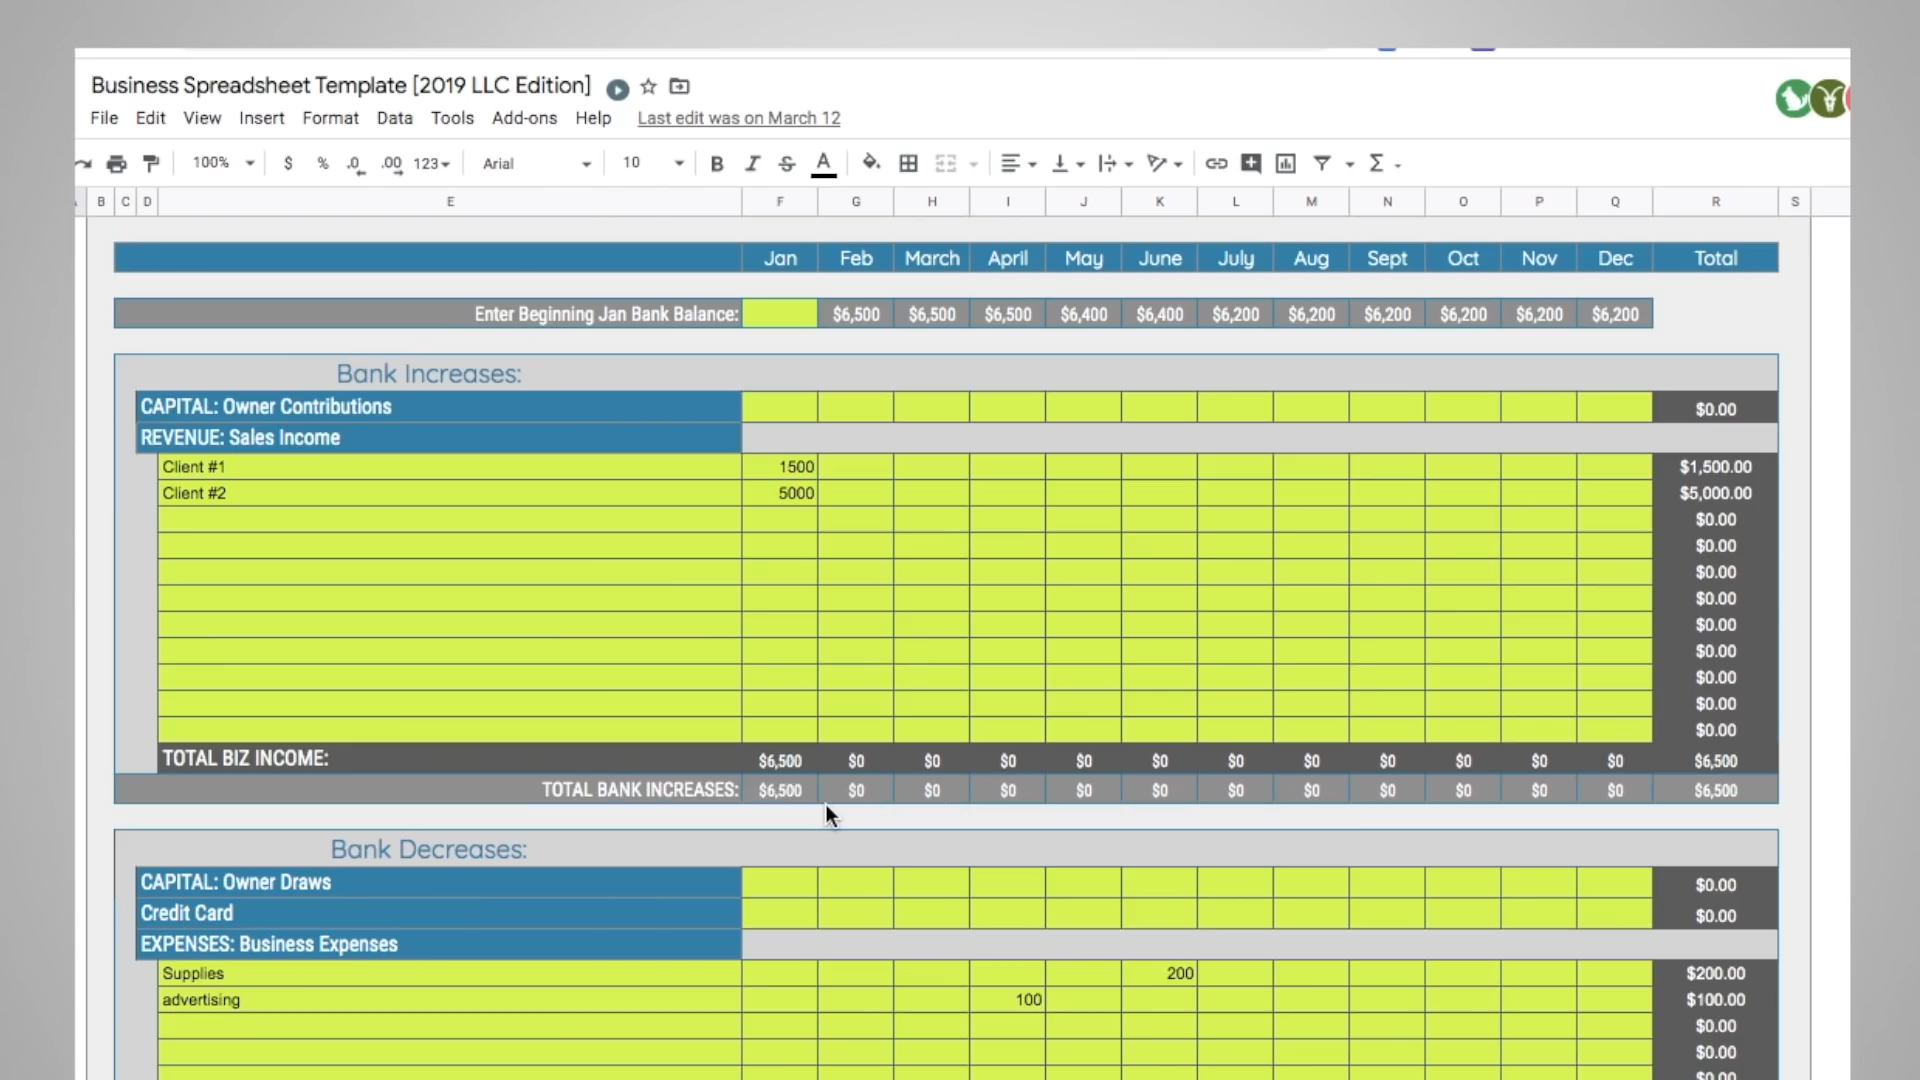 Business Spreadsheet Template [2019 LLC Edition]
File Edit View Insert Format Data Tools Add-ons Help Last edit was on March 12
100% $ % .0 .00 123 Arial 10 B I S A
B C D E F G H I J K L M N O P Q R S
Jan Feb March April May June July Aug Sept Oct Nov Dec Total
Enter Beginning Jan Bank Balance: $6,500 $6,500 $6,500 $6,400 $6,400 $6,200 $6,200 $6,200 $6,200 $6,200 $6,200
Bank Increases:
CAPITAL: Owner Contributions $0.00
REVENUE: Sales Income
Client #1 1500 $1,500.00
Client #2 5000 $5,000.00
$0.00
$0.00
$0.00
$0.00
$0.00
$0.00
$0.00
$0.00
$0.00
TOTAL BIZ INCOME: $6,500 $0 $0 $0 $0 $0 $0 $0 $0 $0 $0 $0 $6,500
TOTAL BANK INCREASES: $6,500 $0 $0 $0 $0 $0 $0 $0 $0 $0 $0 $0 $6,500
Bank Decreases:
CAPITAL: Owner Draws $0.00
Credit Card $0.00
EXPENSES: Business Expenses
Supplies 200 $200.00
advertising 100 $100.00
$0.00
$0.00
$0.00